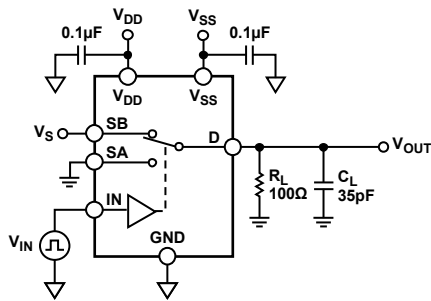 VDD
VSS
0.1µF
0.1µF
VDD
VSS
VS
SB
D
VOUT
SA
RL
100Ω
CL
35pF
IN
VIN
GND